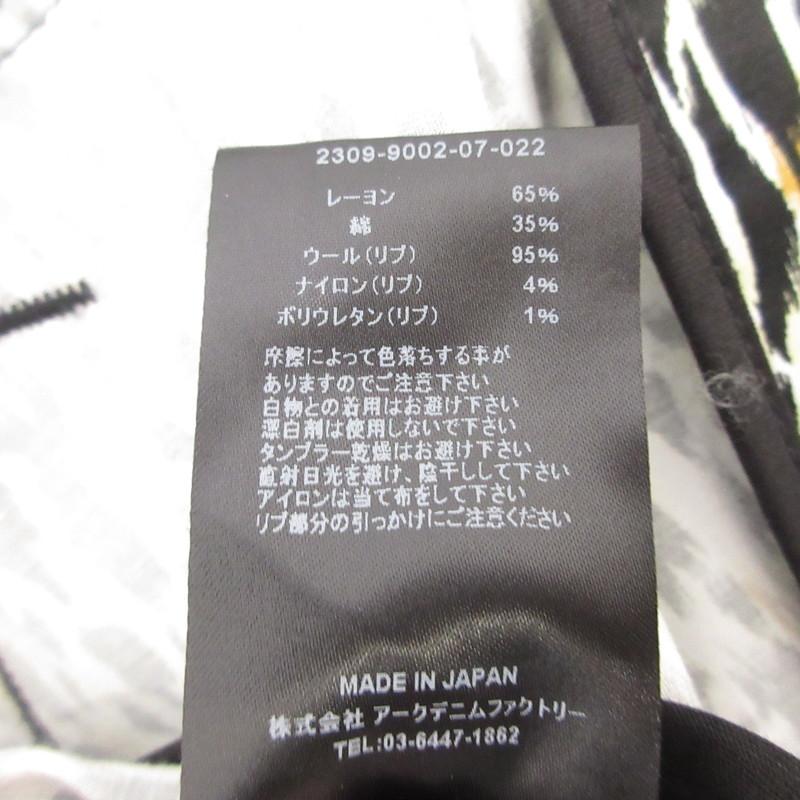 2309-9002-07-022
レーヨン 65%
綿 35%
ウール(リブ) 95%
ナイロン(リブ) 4%
ポリウレタン(リブ) 1%
摩擦によって色落ちする事が
ありますのでご注意下さい
白物との着用はお避け下さい
漂白剤は使用しないで下さい
タンブラー乾燥はお避け下さい
直射日光を避け、陰干しして下さい
アイロンは当て布をして下さい
リブ部分の引っかけにご注意ください
MADE IN JAPAN
株式会社 アークデニムファクトリー
TEL:03-6447-1862